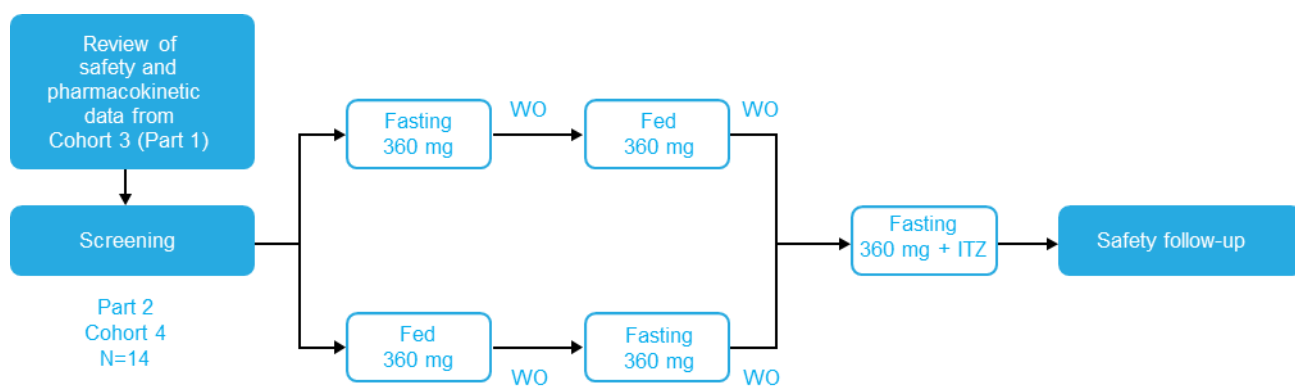 Review of
safety and
pharmacokinetic
data from
Cohort 3 (Part 1)
Screening
Part 2
Cohort 4
N=14
Fasting
360 mg
WO
Fed
360 mg
WO
Fed
360 mg
WO
Fasting
360 mg
WO
Fasting
360 mg + ITZ
Safety follow-up